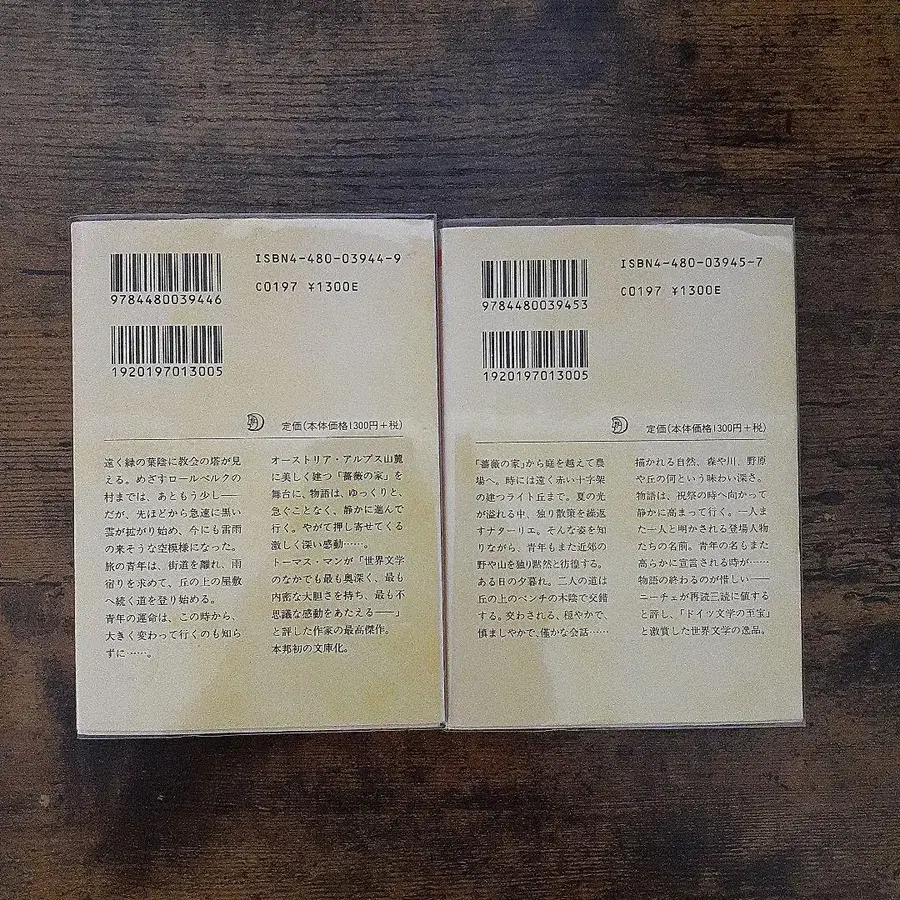 ISBN4-480-03944-9
C0197 ¥1300E
9784480039446
1920197013005
定価(本体価格1300円+税)
遠く緑の葉陰に教会の塔が見
える。めざすロールベルクの
村までは、あともう少し——
だが、先ほどから急速に黒い
雲が拡がり始め、今にも雷雨
の来そうな空模様になった。
旅の青年は、街道を離れ、雨
宿りを求めて、丘の上の屋敷
へ続く道を登り始める。
青年の運命は、この時から、
大きく変わって行くのも知ら
ずに……。
オーストリア・アルプス山麓
に美しく建つ「薔薇の家」を
舞台に、物語は、ゆっくりと、
急ぐことなく、静かに進んで
行く。やがて押し寄せてくる
激しく深い感動……。
トーマス・マンが「世界文学
のなかでも最も奥深く、最も
内密な大胆さを持ち、最も不
思議な感動をあたえる——」
と評した作家の最高傑作。
本邦初の文庫化。
ISBN4-480-03945-7
C0197 ¥1300E
9784480039453
1920197013005
定価(本体価格1300円+税)
「薔薇の家」から庭を越えて農
場へ。時には遠く赤い十字架
の建つライト丘まで。夏の光
が溢れる中、独り散策を繰返
すナターリエ。そんな姿を知
りながら、青年もまた近郊の
野や山を独り黙然と彷徨する。
ある日の夕暮れ。二人の道は
丘の上のベンチの木陰で交錯
する。交わされる、穏やかで、
慎ましやかで、僅かな会話……
描かれる自然、森や川、野原
や丘の何という味わい深さ。
物語は、祝祭の時へ向かって
静かに高まって行く。一人ま
た一人と明かされる登場人物
たちの名前。青年の名もまた
高らかに宣言される時が……
物語の終わるのが惜しい——
ニーチェが再読三読に値する
と評し、「ドイツ文学の至宝」
と激賞した世界文学の逸品。